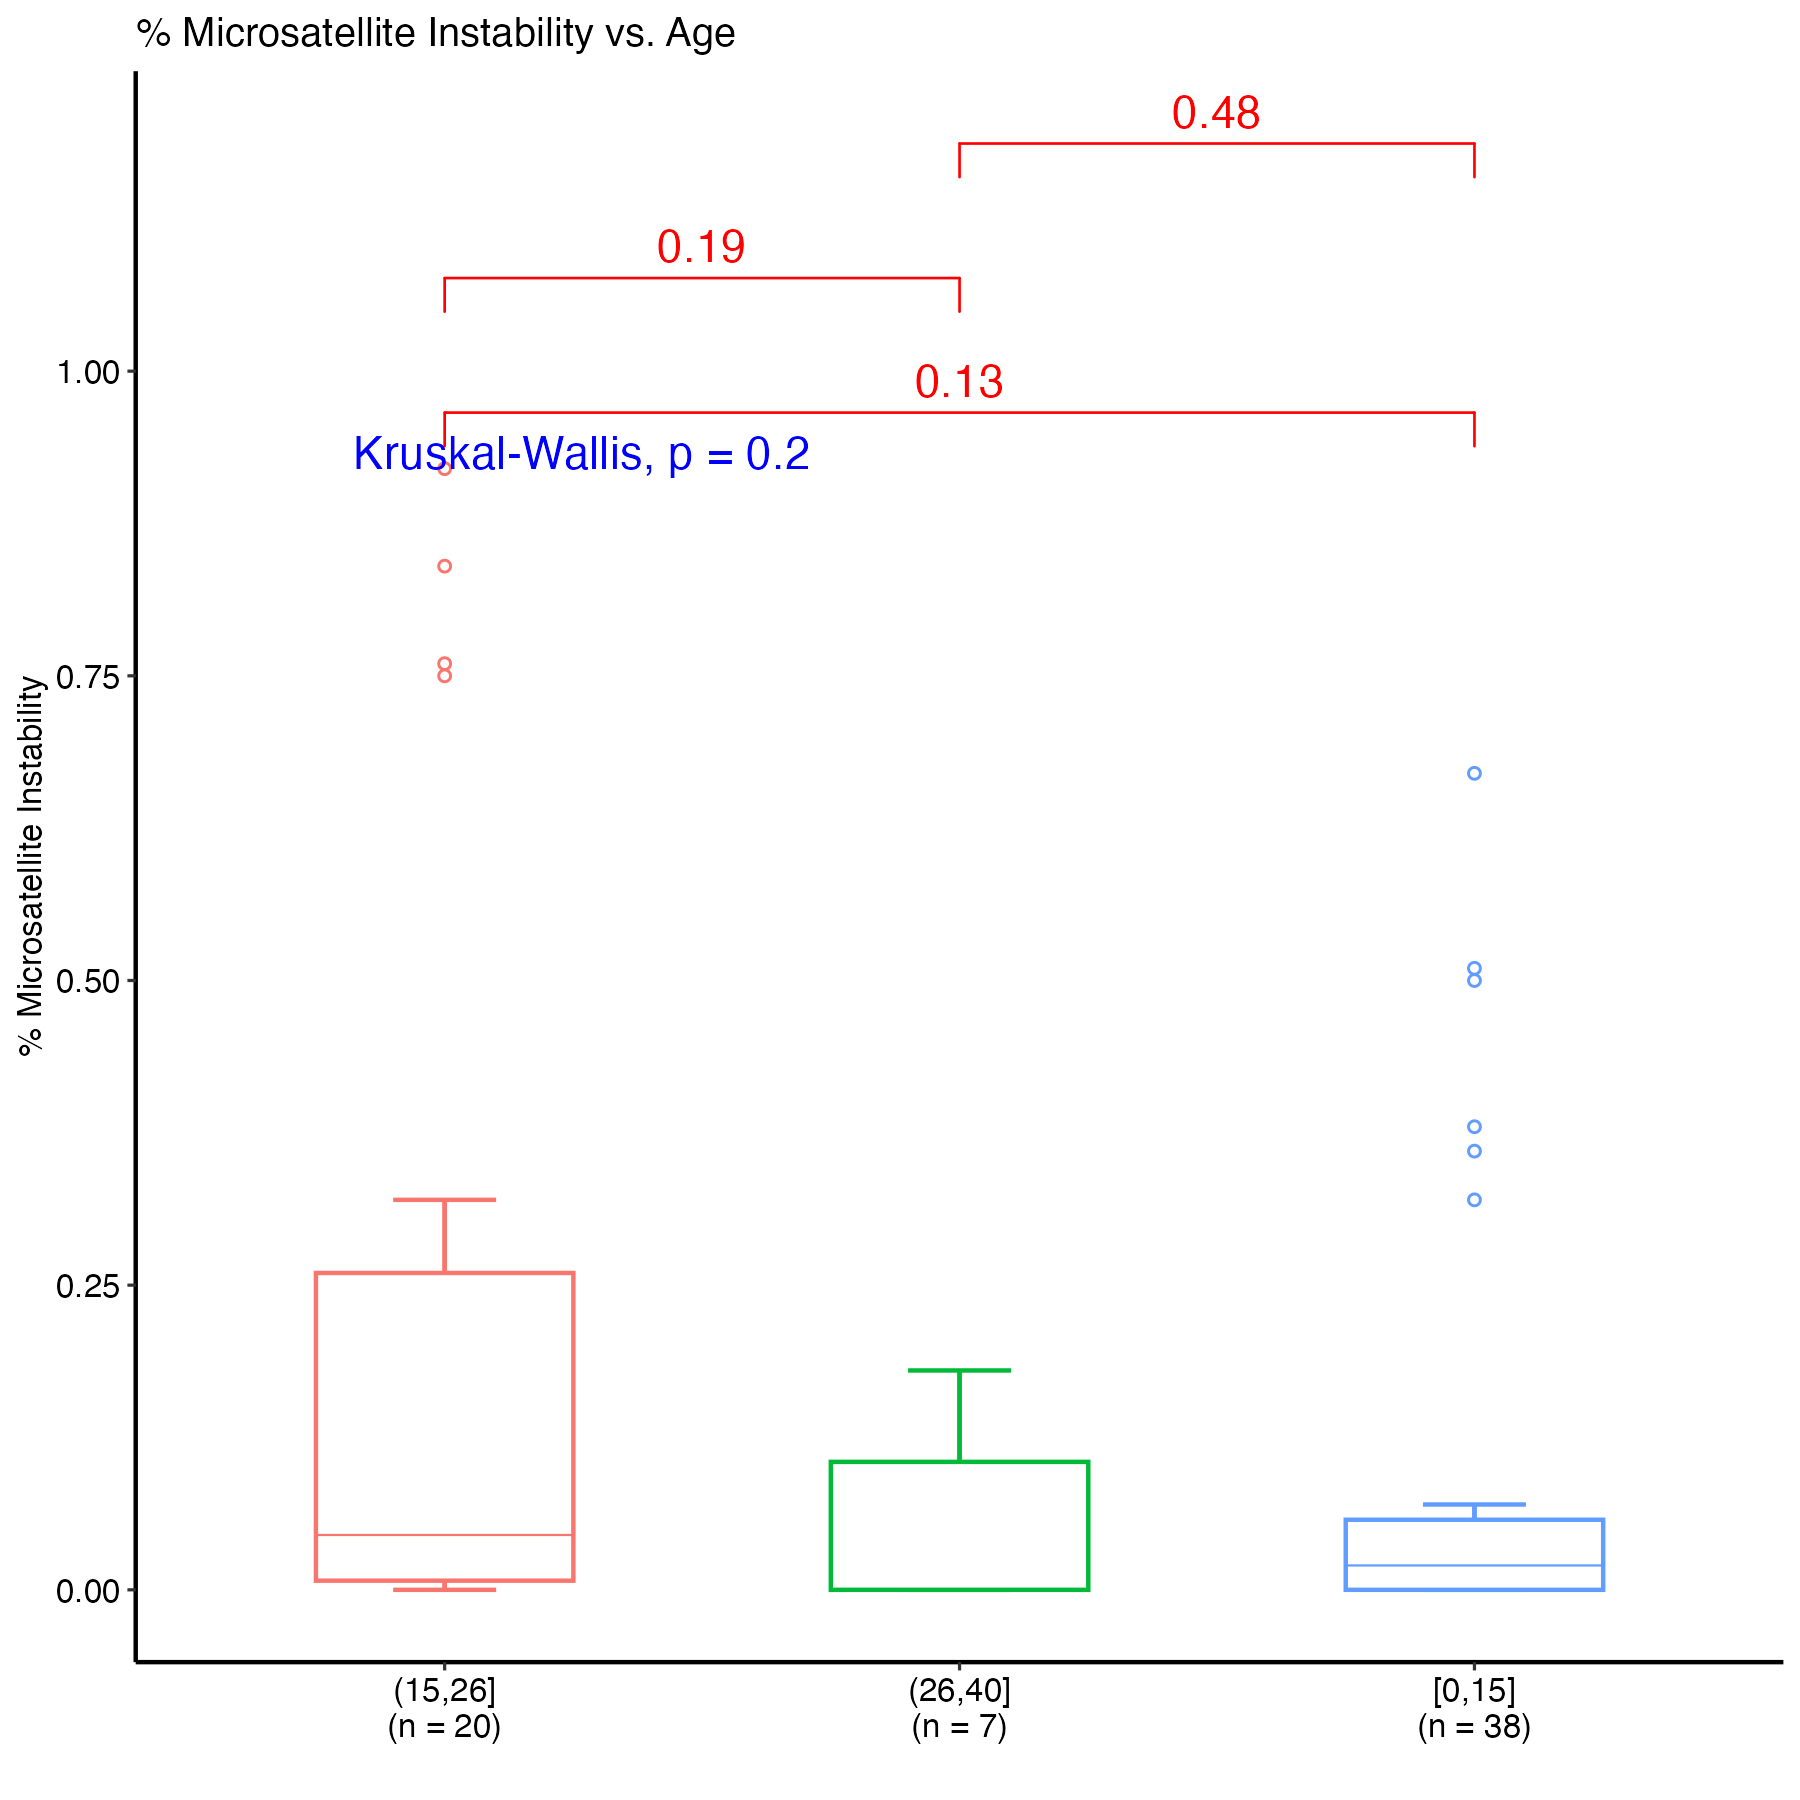 % Microsatellite Instability vs. Age
0.48
0.19
0.13
Kruskal-Wallis, p = 0.2
% Microsatellite Instability
1.00
0.75
0.50
0.25
0.00
(15,26]
(n = 20)
(26,40]
(n = 7)
[0,15]
(n = 38)